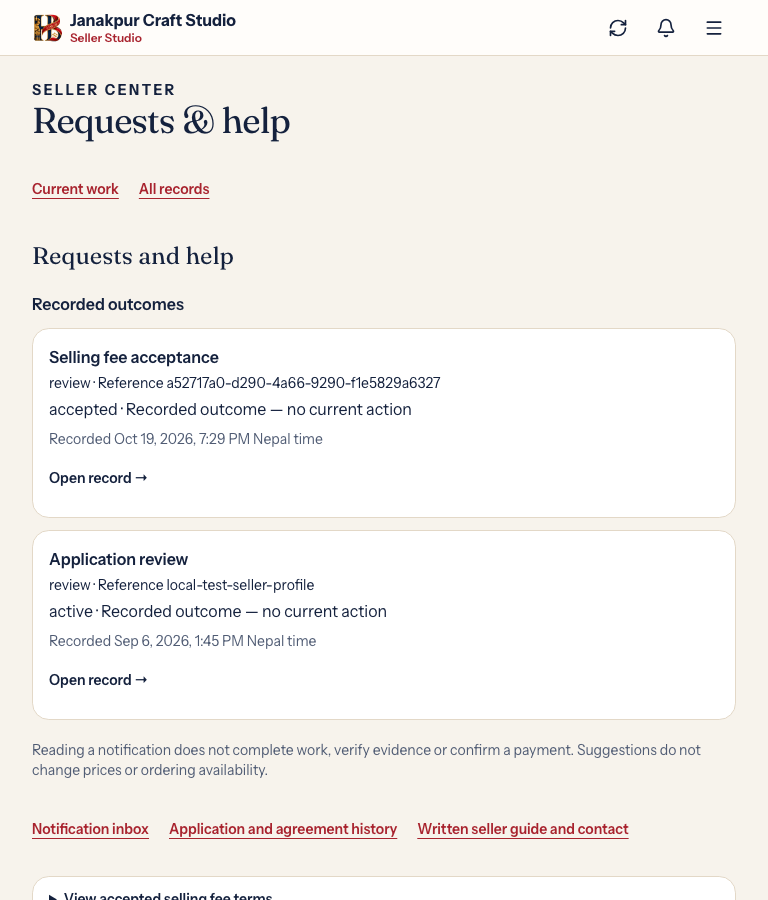 Janakpur Craft Studio
Seller Studio
SELLER CENTER
Requests & help
Current work All records
Requests and help
Recorded outcomes
Selling fee acceptance
review · Reference a52717a0-d290-4a66-9290-f1e5829a6327
accepted · Recorded outcome — no current action
Recorded Oct 19, 2026, 7:29 PM Nepal time
Open record →
Application review
review · Reference local-test-seller-profile
active · Recorded outcome — no current action
Recorded Sep 6, 2026, 1:45 PM Nepal time
Open record →
Reading a notification does not complete work, verify evidence or confirm a payment. Suggestions do not
change prices or ordering availability.
Notification inbox Application and agreement history Written seller guide and contact
View accepted selling fee terms